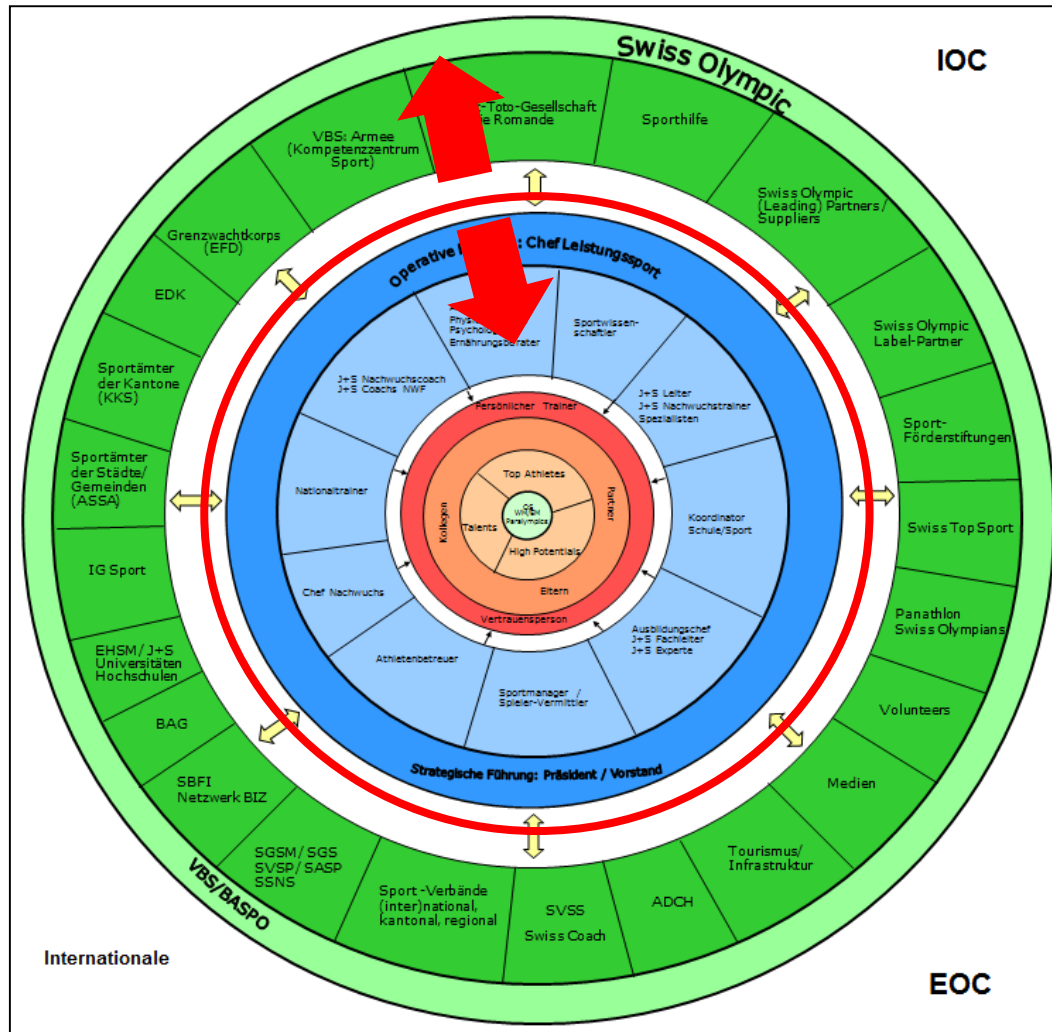 Swiss Olympic
IOC
-Toto-Gesellschaft
Romande
Sporthilfe
Swiss Olympic
(Leading) Partners/
Suppliers
Swiss Olympic
Label-Partner
Sport-
Förderstiftungen
Swiss Top Sport
Panathlon
Swiss Olympians
Volunteers
Medien
Tourismus/
Infrastruktur
ADCH
SVSS
Swiss Coach
Sport-Verbände
(inter)national,
kantonal, regional
SGSM / SGS
SVSP / SASP
SSNS
SBFI
Netzwerk BIZ
BAG
EHSM / J+S
Universitäten
Hochschulen
IG Sport
Sportämter
der Städte/
Gemeinden
(ASSA)
Sportämter
der Kantone
(KKS)
EDK
Grenzwachtkorps
(EFD)
VBS: Armee
(Kompetenzzentrum
Sport)
Operative
: Chef Leistungssport
Ernährungsberater
Sportwissen-
schaftler
J+S Leiter
J+S Nachwuchstrainer
Spezialisten
Koordinator
Schule/Sport
Ausbildungschef
J+S Fachleiter
J+S Experte
Sportmanager /
Spieler-Vermittler
Athletenbetreuer
Chef Nachwuchs
Nationaltrainer
J+S Nachwuchscoach
J+S Coachs NWF
Persönlicher Trainer
Kollegen
Partner
Eltern
Vertrauensperson
Top Athletes
Talents
High Potentials
OS
WM/EM
Paralympics
Strategische Führung: Präsident / Vorstand
VBS/BASPO
Internationale
EOC